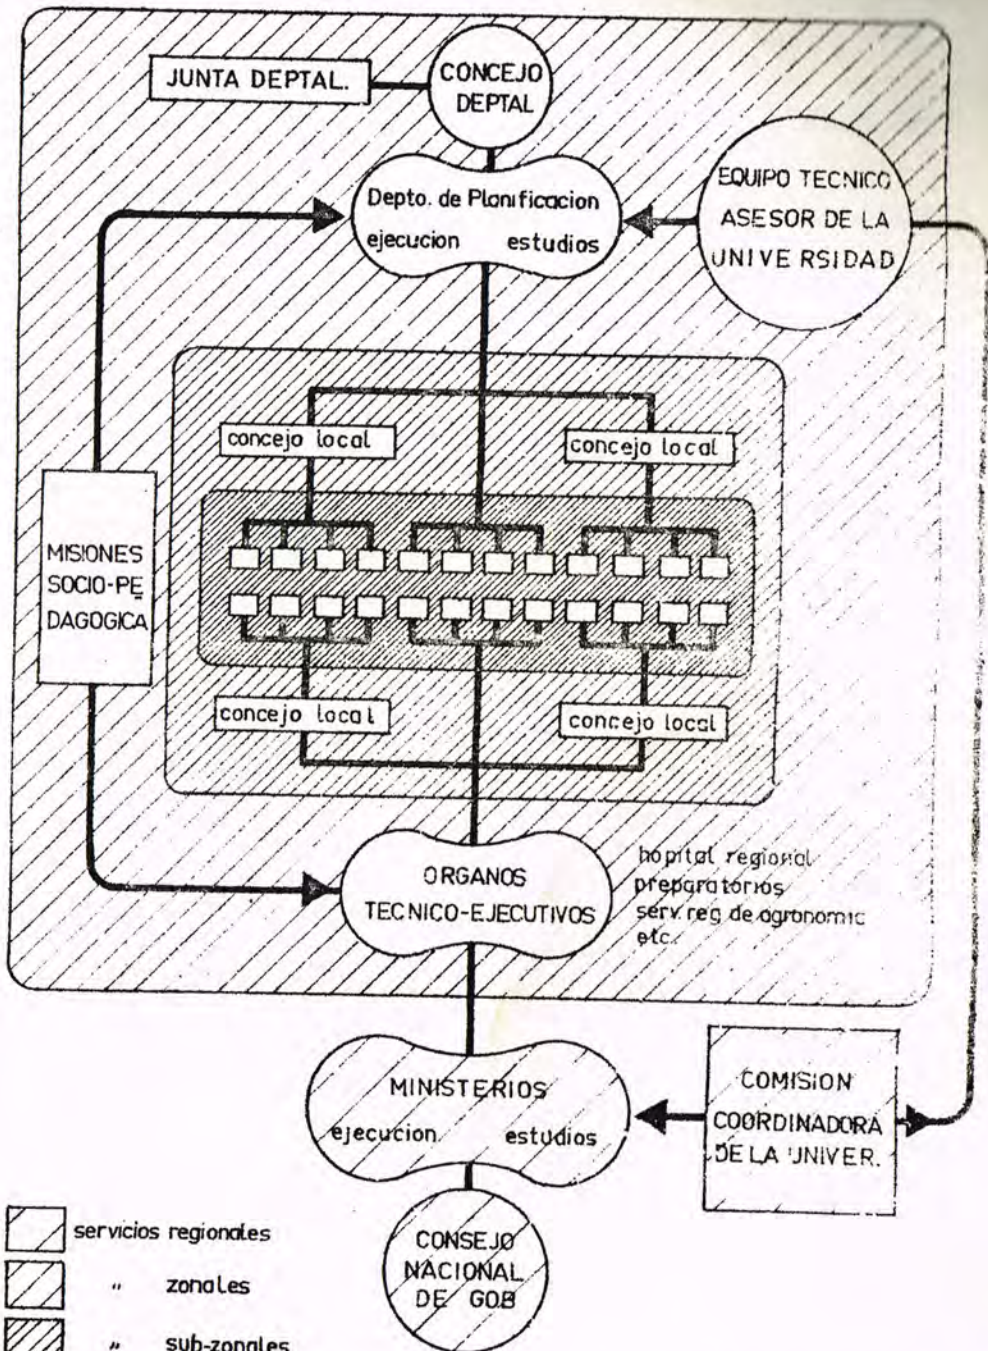 JUNTA DEPTAL.
CONCEJO
DEPTAL
Depto. de Planificacion
ejecucion estudios
EQUIPO TECNICO
ASESOR DE LA
UNIVERSIDAD
concejo local
concejo local
MISIONES
SOCIO-PE
DAGOGICA
concejo local
concejo local
ORGANOS
TECNICO-EJECUTIVOS
hopital regional
preparatorios
serv. reg de agronomic
etc.
MINISTERIOS
ejecucion estudios
COMISION
COORDINADORA
DE LA UNIVER.
CONSEJO
NACIONAL
DE GOB
servicios regionales
" zonales
" sub-zonales